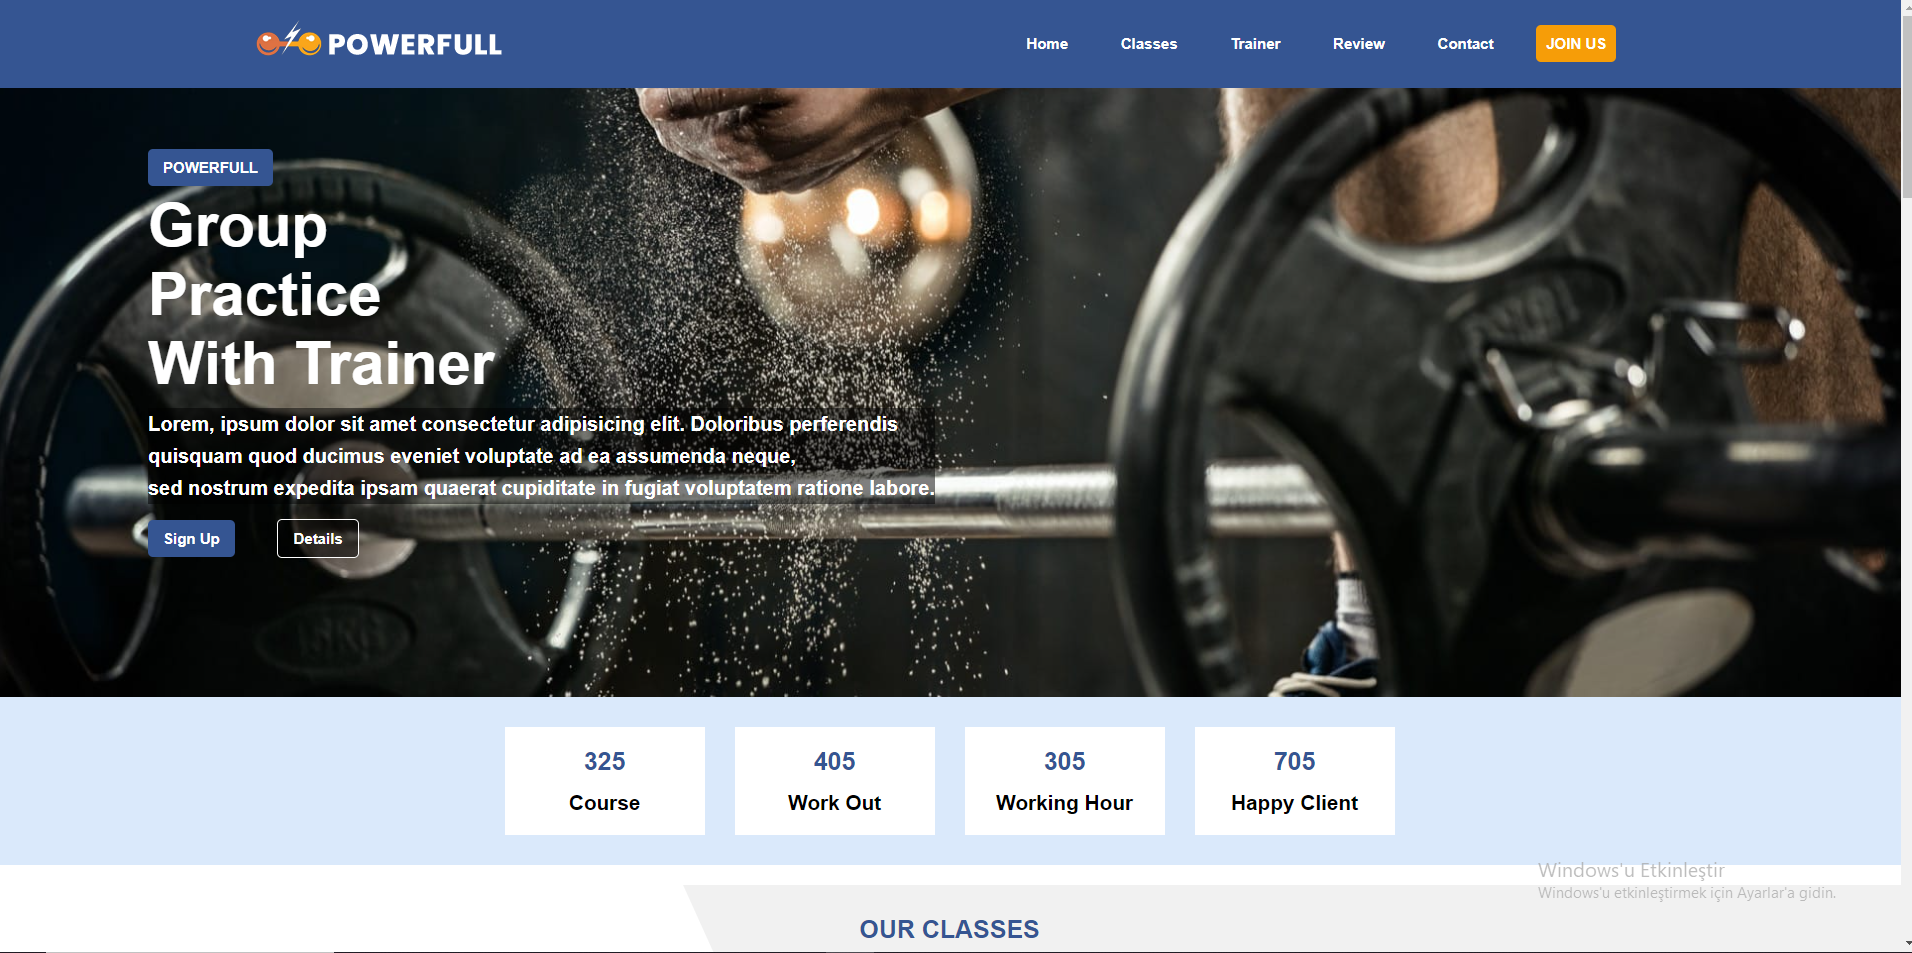 POWERFULL
Home
Classes
Trainer
Review
Contact
JOIN US
POWERFULL
Group
Practice
With Trainer
Lorem, ipsum dolor sit amet consectetur adipisicing elit. Doloribus perferendis
quisquam quod ducimus eveniet voluptate ad ea assumenda neque,
sed nostrum expedita ipsam quaerat cupiditate in fugiat voluptatem ratione labore.
Sign Up
Details
325
Course
405
Work Out
305
Working Hour
705
Happy Client
Windows'u Etkinleştir
Windows'u etkinleştirmek için Ayarlar'a gidin.
OUR CLASSES